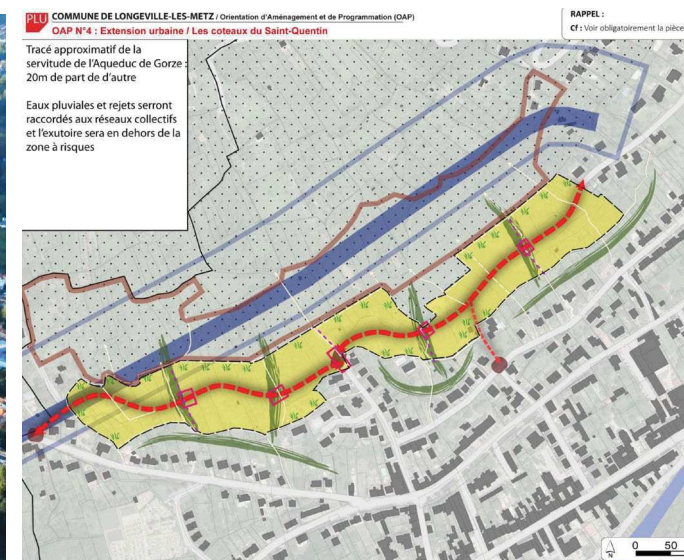 PLU COMMUNE DE LONGEVILLE-LES-METZ / Orientation d'Aménagement et de Programmation (OAP)
OAP N°4 : Extension urbaine / Les coteaux du Saint-Quentin
RAPPEL :
Cf : Voir obligatoirement la pièce
Tracé approximatif de la
servitude de l'Aqueduc de Gorze :
20m de part de d'autre
Eaux pluviales et rejets serront
raccordés aux réseaux collectifs
et l'exutoire sera en dehors de la
zone à risques
N 0 50